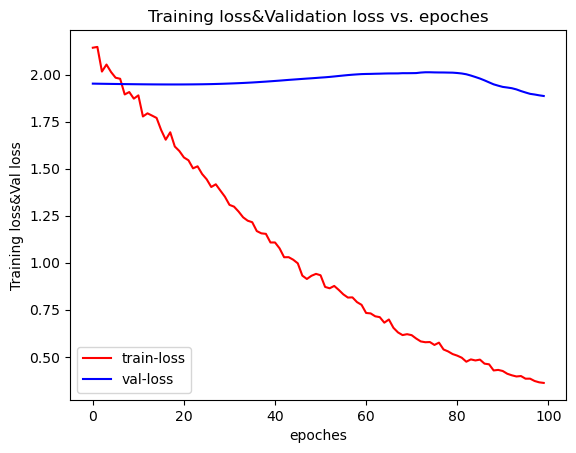 Training loss&Validation loss vs. epoches
Training loss&Val loss
2.00
1.75
1.50
1.25
1.00
0.75
0.50
train-loss
val-loss
0 20 40 60 80 100
epoches